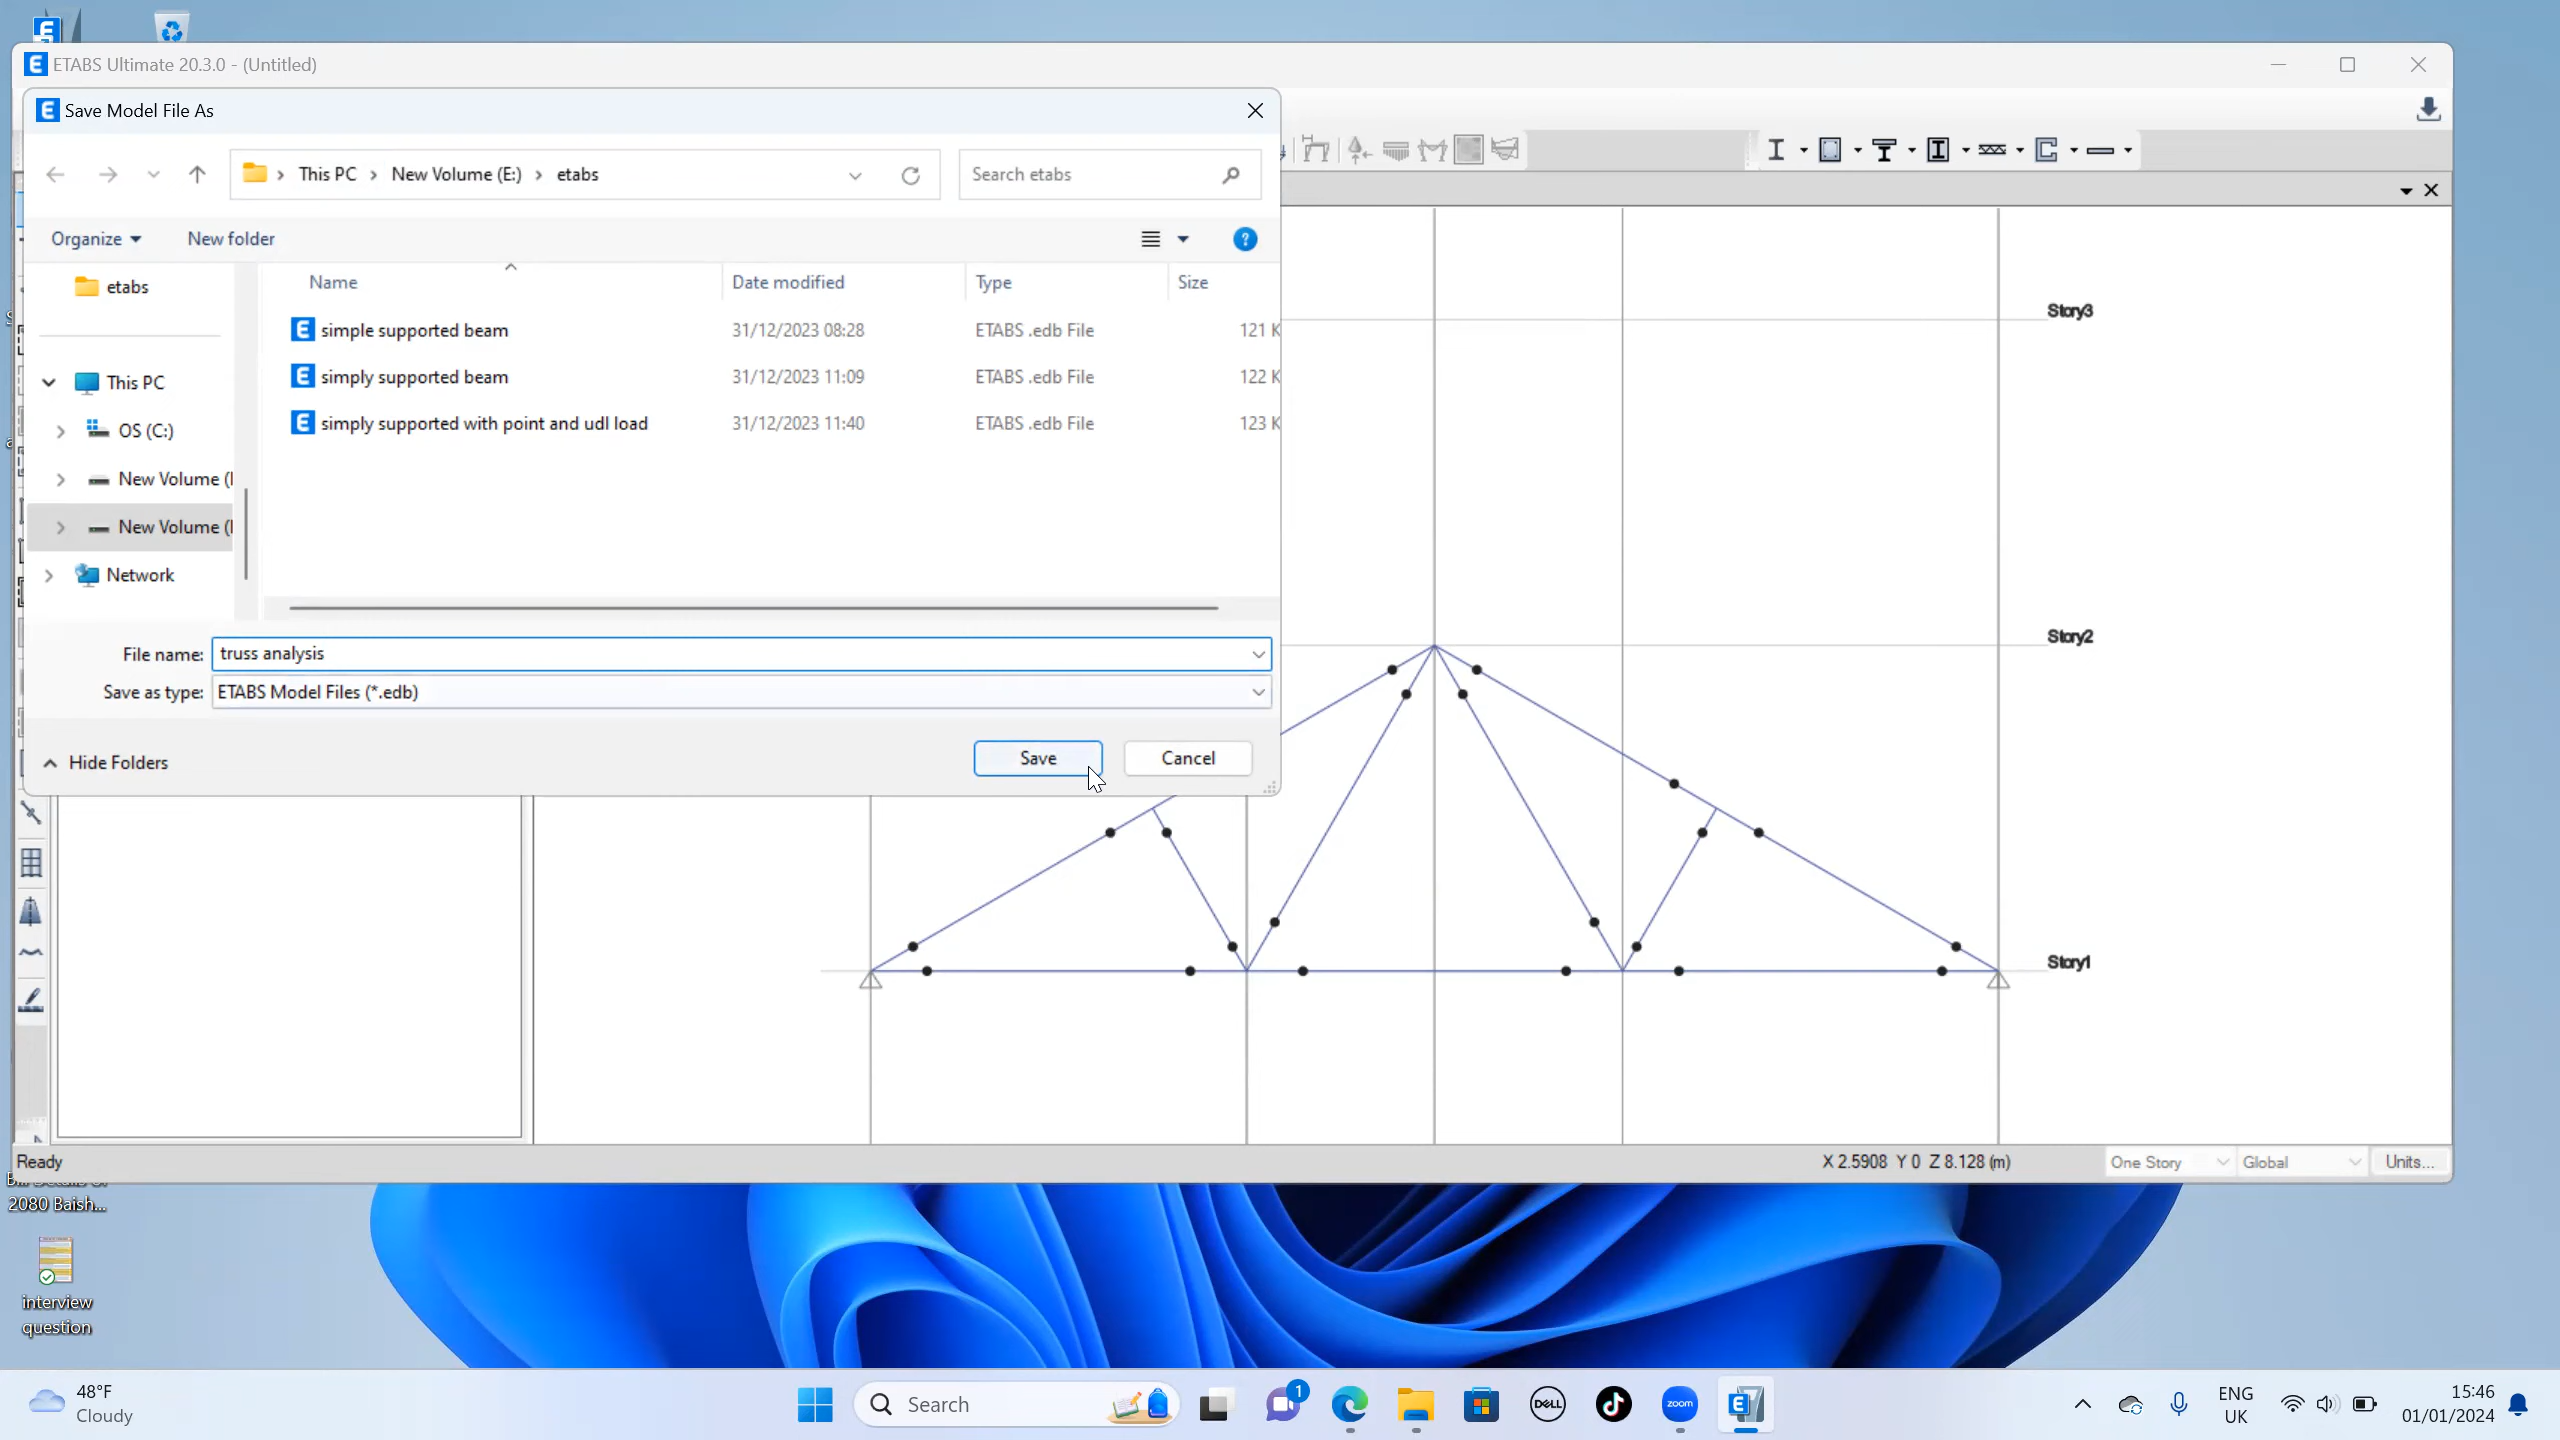 ETABS Ultimate 20.3.0 - (Untitled)
Save Model File As
This PC > New Volume (E:) > etabs
Search etabs
Organize
New folder
Name
Date modified
Type
Size
etabs
This PC
OS (C:)
New Volume (
New Volume (
Network
simple supported beam 31/12/2023 08:28 ETABS .edb File 121 K
simply supported beam 31/12/2023 11:09 ETABS .edb File 122 K
simply supported with point and udl load 31/12/2023 11:40 ETABS .edb File 123 K
File name: truss analysis
Save as type: ETABS Model Files (*.edb)
Hide Folders
Save
Cancel
Story3
Story2
Story1
Ready
X 2.5908 Y 0 Z 8.128 (m)
One Story
Global
Units...
2080 Baish...
interview
question
48°F
Cloudy
Search
1
DELL
zoom
ENG
UK
15:46
01/01/2024